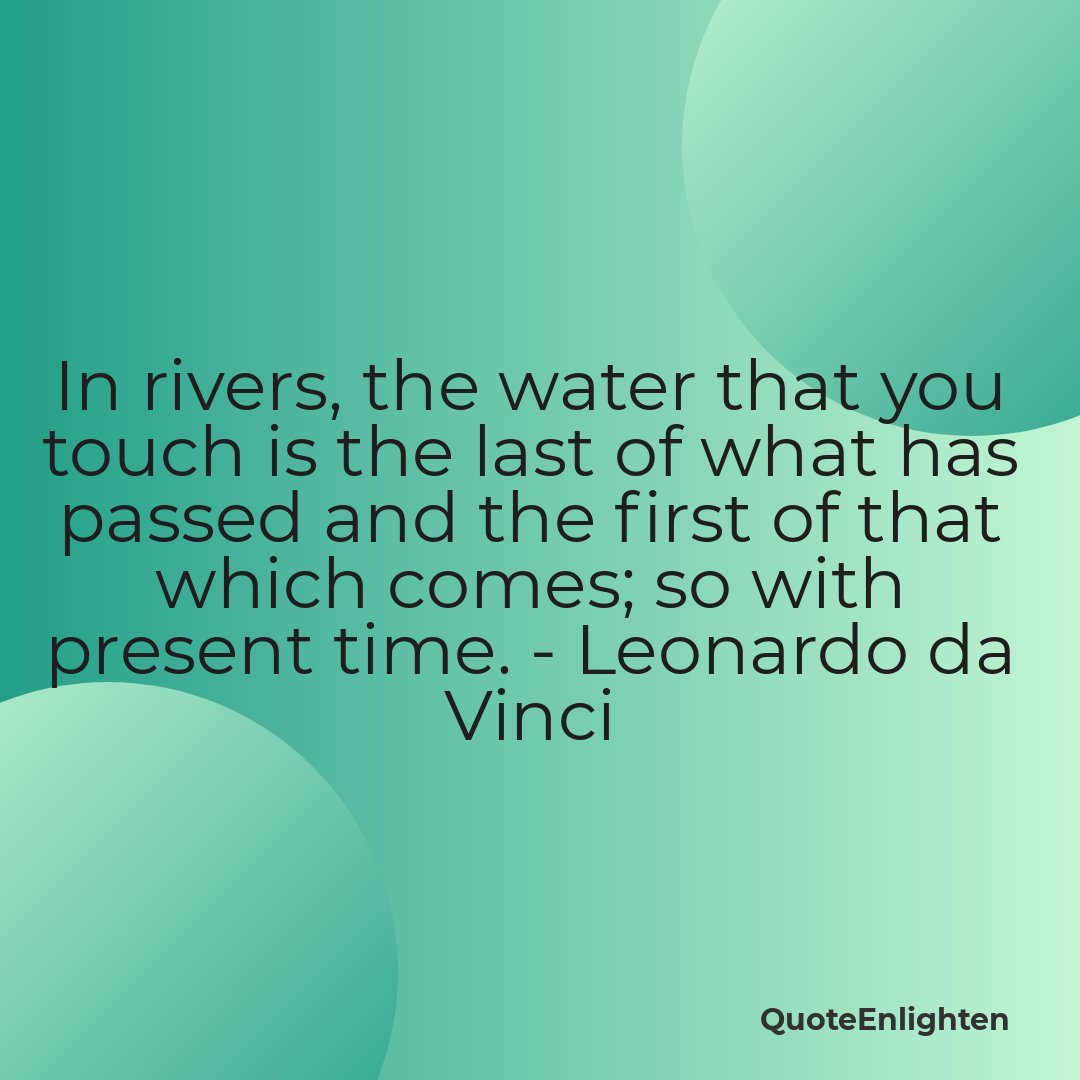 In rivers, the water that you
touch is the last of what has
passed and the first of that
which comes; so with
present time. - Leonardo da
Vinci
QuoteEnlighten